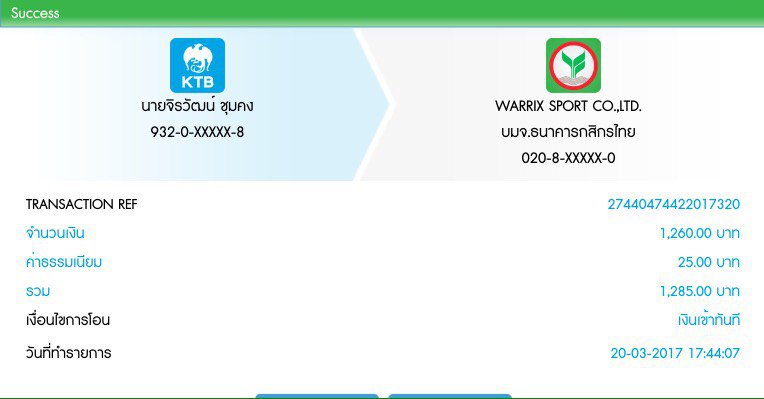 Success
KTB
นายจิรวัฒน์ ชุมคง
932-0-XXXXX-8
WARRIX SPORT CO.,LTD.
บมจ.ธนาคารกสิกรไทย
020-8-XXXXX-0
TRANSACTION REF 27440474422017320
จำนวนเงิน 1,260.00 บาท
ค่าธรรมเนียม 25.00 บาท
รวม 1,285.00 บาท
เงื่อนไขการโอน เงินเข้าทันที
วันที่ทำรายการ 20-03-2017 17:44:07